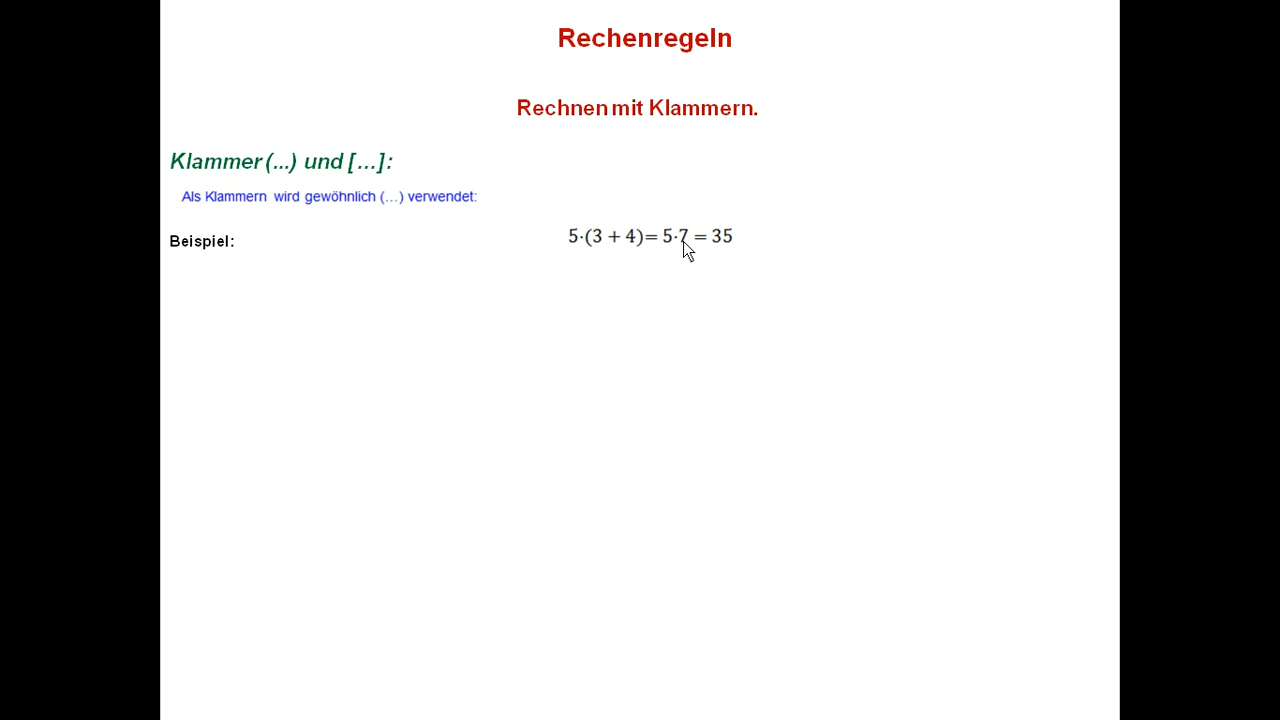 Rechenregeln
Rechnen mit Klammern.
Klammer (...) und [...]:
Als Klammern wird gewöhnlich (...) verwendet:
Beispiel: 5·(3 + 4)= 5·7 = 35